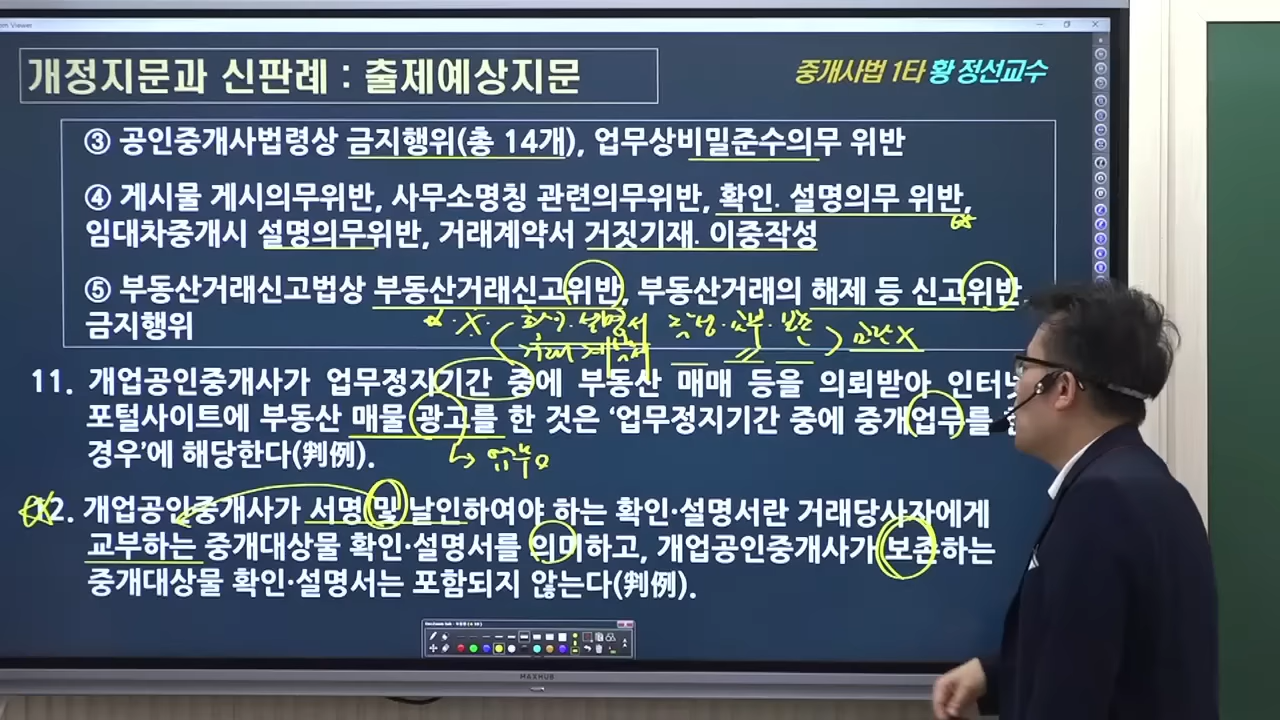 개정지문과 신판례 : 출제예상지문
중개사법 1타 황 정선교수
③ 공인중개사법령상 금지행위(총 14개), 업무상비밀준수의무 위반
④ 게시물 게시의무위반, 사무소명칭 관련의무위반, 확인. 설명의무 위반,
임대차중개시 설명의무위반, 거래계약서 거짓기재. 이중작성
⑤ 부동산거래신고법상 부동산거래신고위반, 부동산거래의 해제 등 신고위반
금지행위
11. 개업공인중개사가 업무정지기간 중에 부동산 매매 등을 의뢰받아
포털사이트에 부동산 매물 광고를 한 것은 ‘업무정지기간 중에 중개업무를
경우’에 해당한다(判例).
12. 개업공인중개사가 서명 및 날인하여야 하는 확인·설명서란 거래당사자에게
교부하는 중개대상물 확인·설명서를 의미하고, 개업공인중개사가 보존하는
중개대상물 확인·설명서는 포함되지 않는다(判例).
MAXHUB